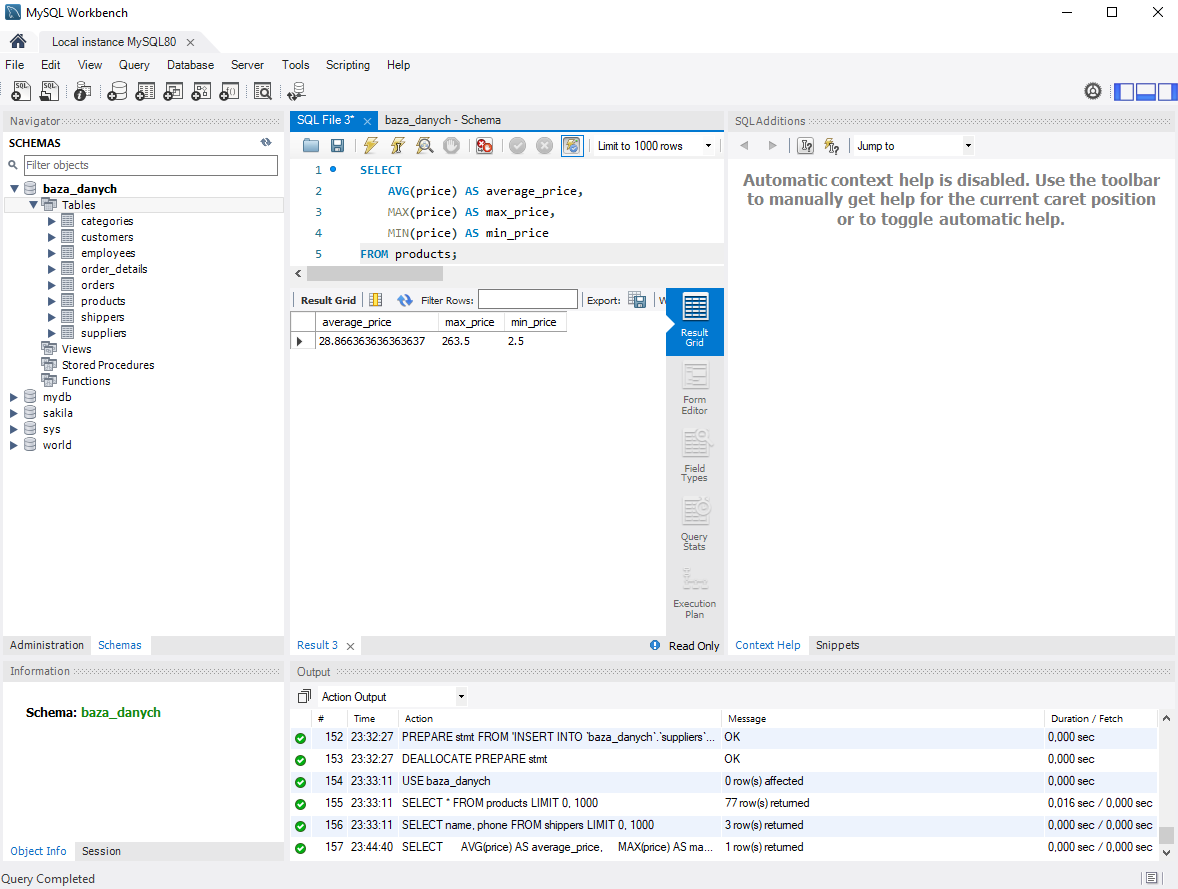 MySQL Workbench
Local instance MySQL80
File Edit View Query Database Server Tools Scripting Help
Navigator
SCHEMAS
Filter objects
baza_danych
Tables
categories
customers
employees
order_details
orders
products
shippers
suppliers
Views
Stored Procedures
Functions
mydb
sakila
sys
world
Administration Schemas
Information
Schema: baza_danych
Object Info Session
SQL File 3* baza_danych - Schema
Limit to 1000 rows
1 SELECT
2 AVG(price) AS average_price,
3 MAX(price) AS max_price,
4 MIN(price) AS min_price
5 FROM products;
Result Grid Filter Rows: Export: W
average_price max_price min_price
28.866363636363637 263.5 2.5
Result
Grid
Form
Editor
Field
Types
Query
Stats
Execution
Plan
Result 3 Read Only
SQLAdditions
Jump to
Automatic context help is disabled. Use the toolbar
to manually get help for the current caret position
or to toggle automatic help.
Context Help Snippets
Output
Action Output
# Time Action Message Duration / Fetch
152 23:32:27 PREPARE stmt FROM 'INSERT INTO `baza_danych`.`suppliers`... OK 0,000 sec
153 23:32:27 DEALLOCATE PREPARE stmt OK 0,000 sec
154 23:33:11 USE baza_danych 0 row(s) affected 0,000 sec
155 23:33:11 SELECT * FROM products LIMIT 0, 1000 77 row(s) returned 0,016 sec / 0,000 sec
156 23:33:11 SELECT name, phone FROM shippers LIMIT 0, 1000 3 row(s) returned 0,000 sec / 0,000 sec
157 23:44:40 SELECT AVG(price) AS average_price, MAX(price) AS ma... 1 row(s) returned 0,000 sec / 0,000 sec
Query Completed